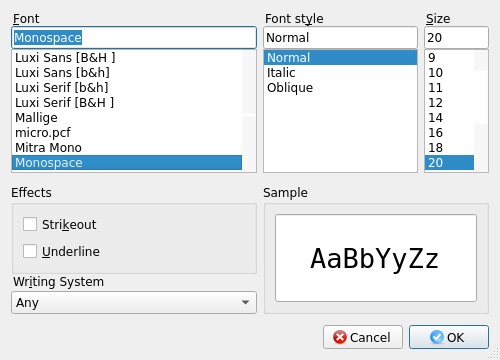 Font
Font style
Size
Monospace
Normal
20
Luxi Sans [B&H ]
Luxi Sans [b&h]
Luxi Serif [b&h]
Luxi Serif [B&H ]
Mallige
micro.pcf
Mitra Mono
Monospace
Normal
Italic
Oblique
9
10
11
12
14
16
18
20
Effects
Strikeout
Underline
Writing System
Any
Sample
AaBbYyZz
Cancel
OK